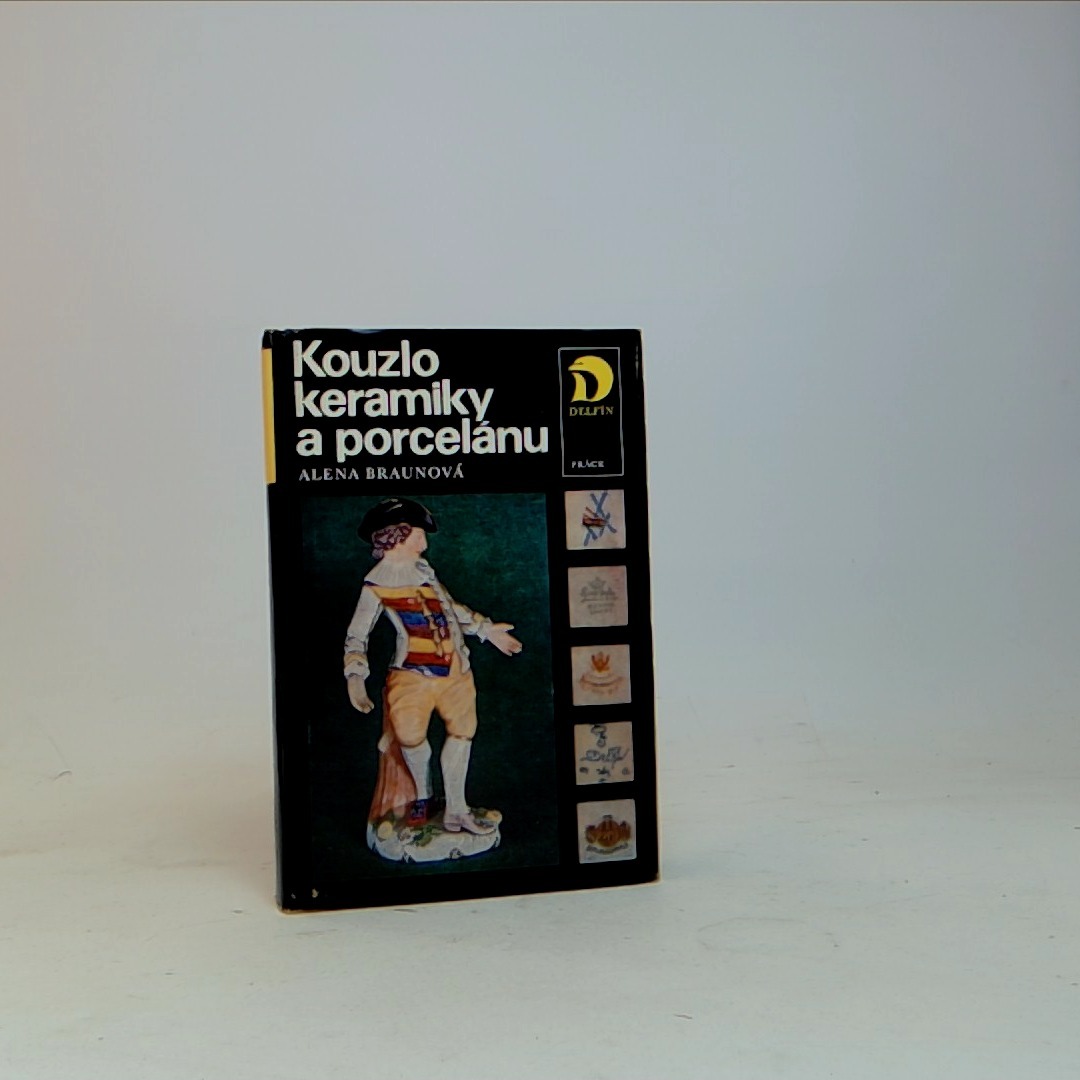 Kouzlo
keramiky
a porcelánu
ALENA BRAUNOVÁ
D
DELFÍN
PRÁCE